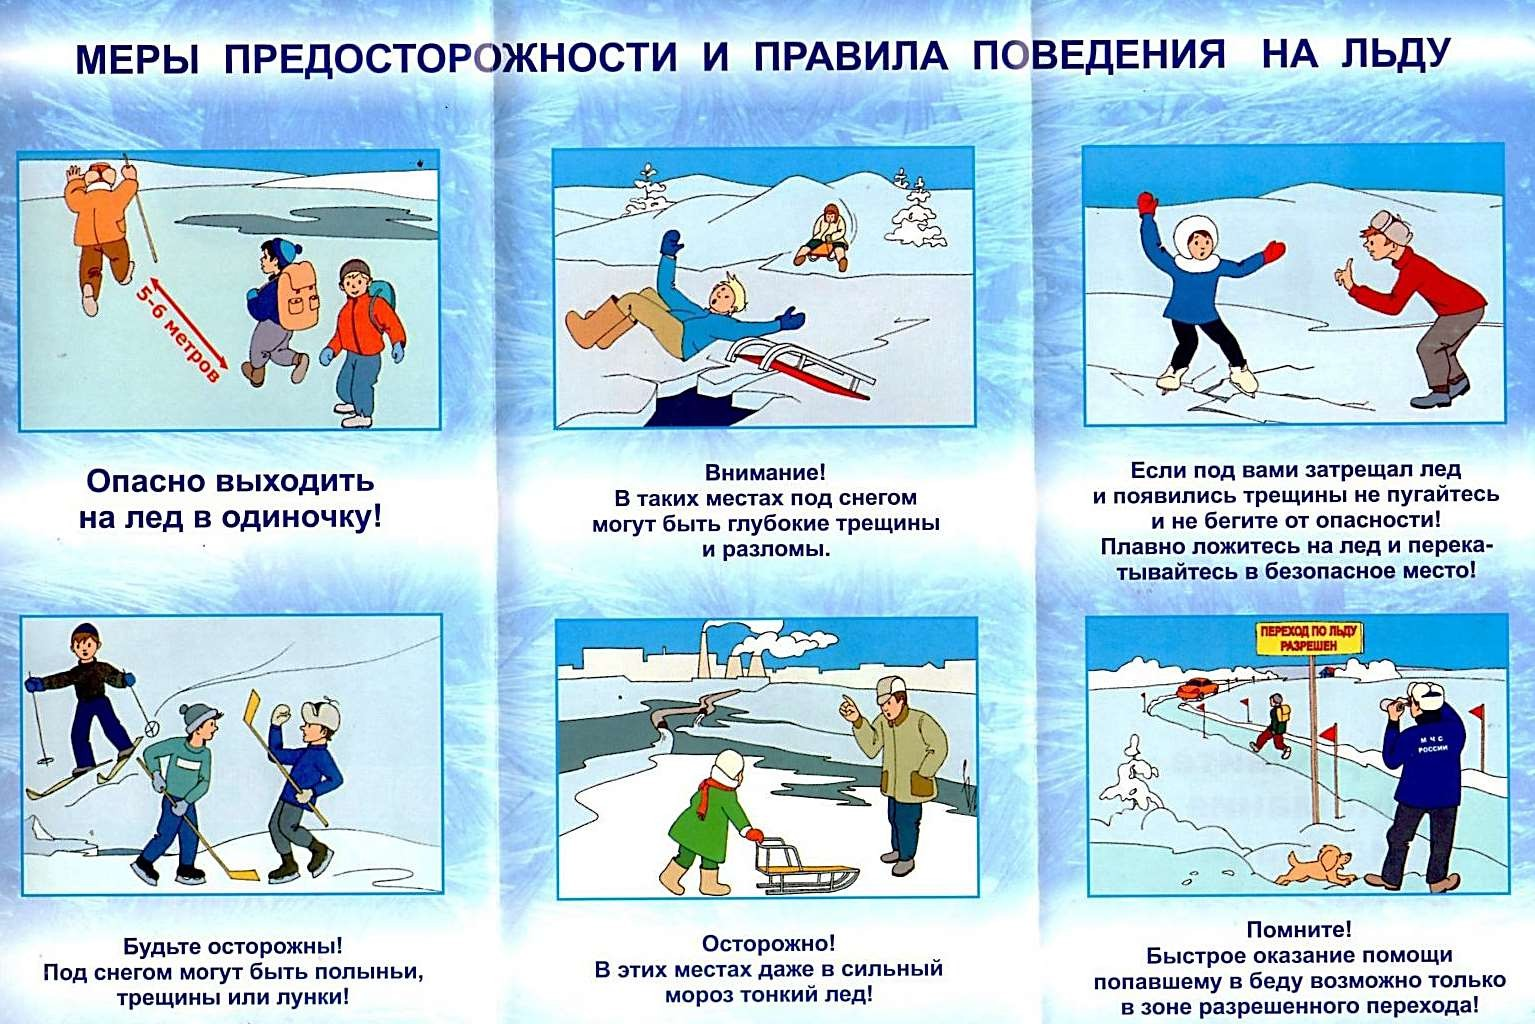 МЕРЫ ПРЕДОСТОРОЖНОСТИ И ПРАВИЛА ПОВЕДЕНИЯ НА ЛЬДУ
5-6 метров
Опасно выходить
на лед в одиночку!
Внимание!
В таких местах под снегом
могут быть глубокие трещины
и разломы.
Если под вами затрещал лед
и появились трещины не пугайтесь
и не бегите от опасности!
Плавно ложитесь на лед и перека-
тывайтесь в безопасное место!
Будьте осторожны!
Под снегом могут быть полыньи,
трещины или лунки!
Осторожно!
В этих местах даже в сильный
мороз тонкий лед!
ПЕРЕХОД ПО ЛЬДУ
РАЗРЕШЕН
МЧС
РОССИИ
Помните!
Быстрое оказание помощи
попавшему в беду возможно только
в зоне разрешенного перехода!